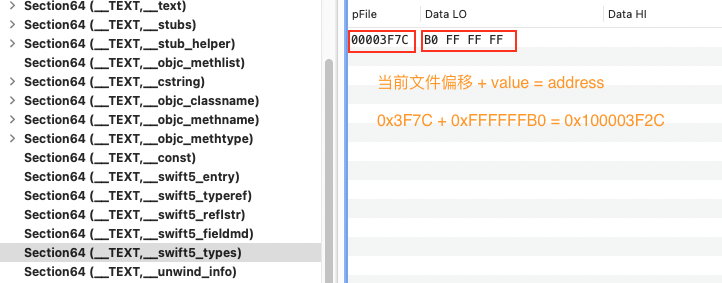 Section64 (__TEXT,__text)
Section64 (__TEXT,__stubs)
Section64 (__TEXT,__stub_helper)
Section64 (__TEXT,__objc_methlist)
Section64 (__TEXT,__cstring)
Section64 (__TEXT,__objc_classname)
Section64 (__TEXT,__objc_methname)
Section64 (__TEXT,__objc_methtype)
Section64 (__TEXT,__const)
Section64 (__TEXT,__swift5_entry)
Section64 (__TEXT,__swift5_typeref)
Section64 (__TEXT,__swift5_reflstr)
Section64 (__TEXT,__swift5_fieldmd)
Section64 (__TEXT,__swift5_types)
Section64 (__TEXT,__unwind_info)
pFile Data LO Data HI
00003F7C B0 FF FF FF
当前文件偏移 + value = address
0x3F7C + 0xFFFFFFB0 = 0x100003F2C